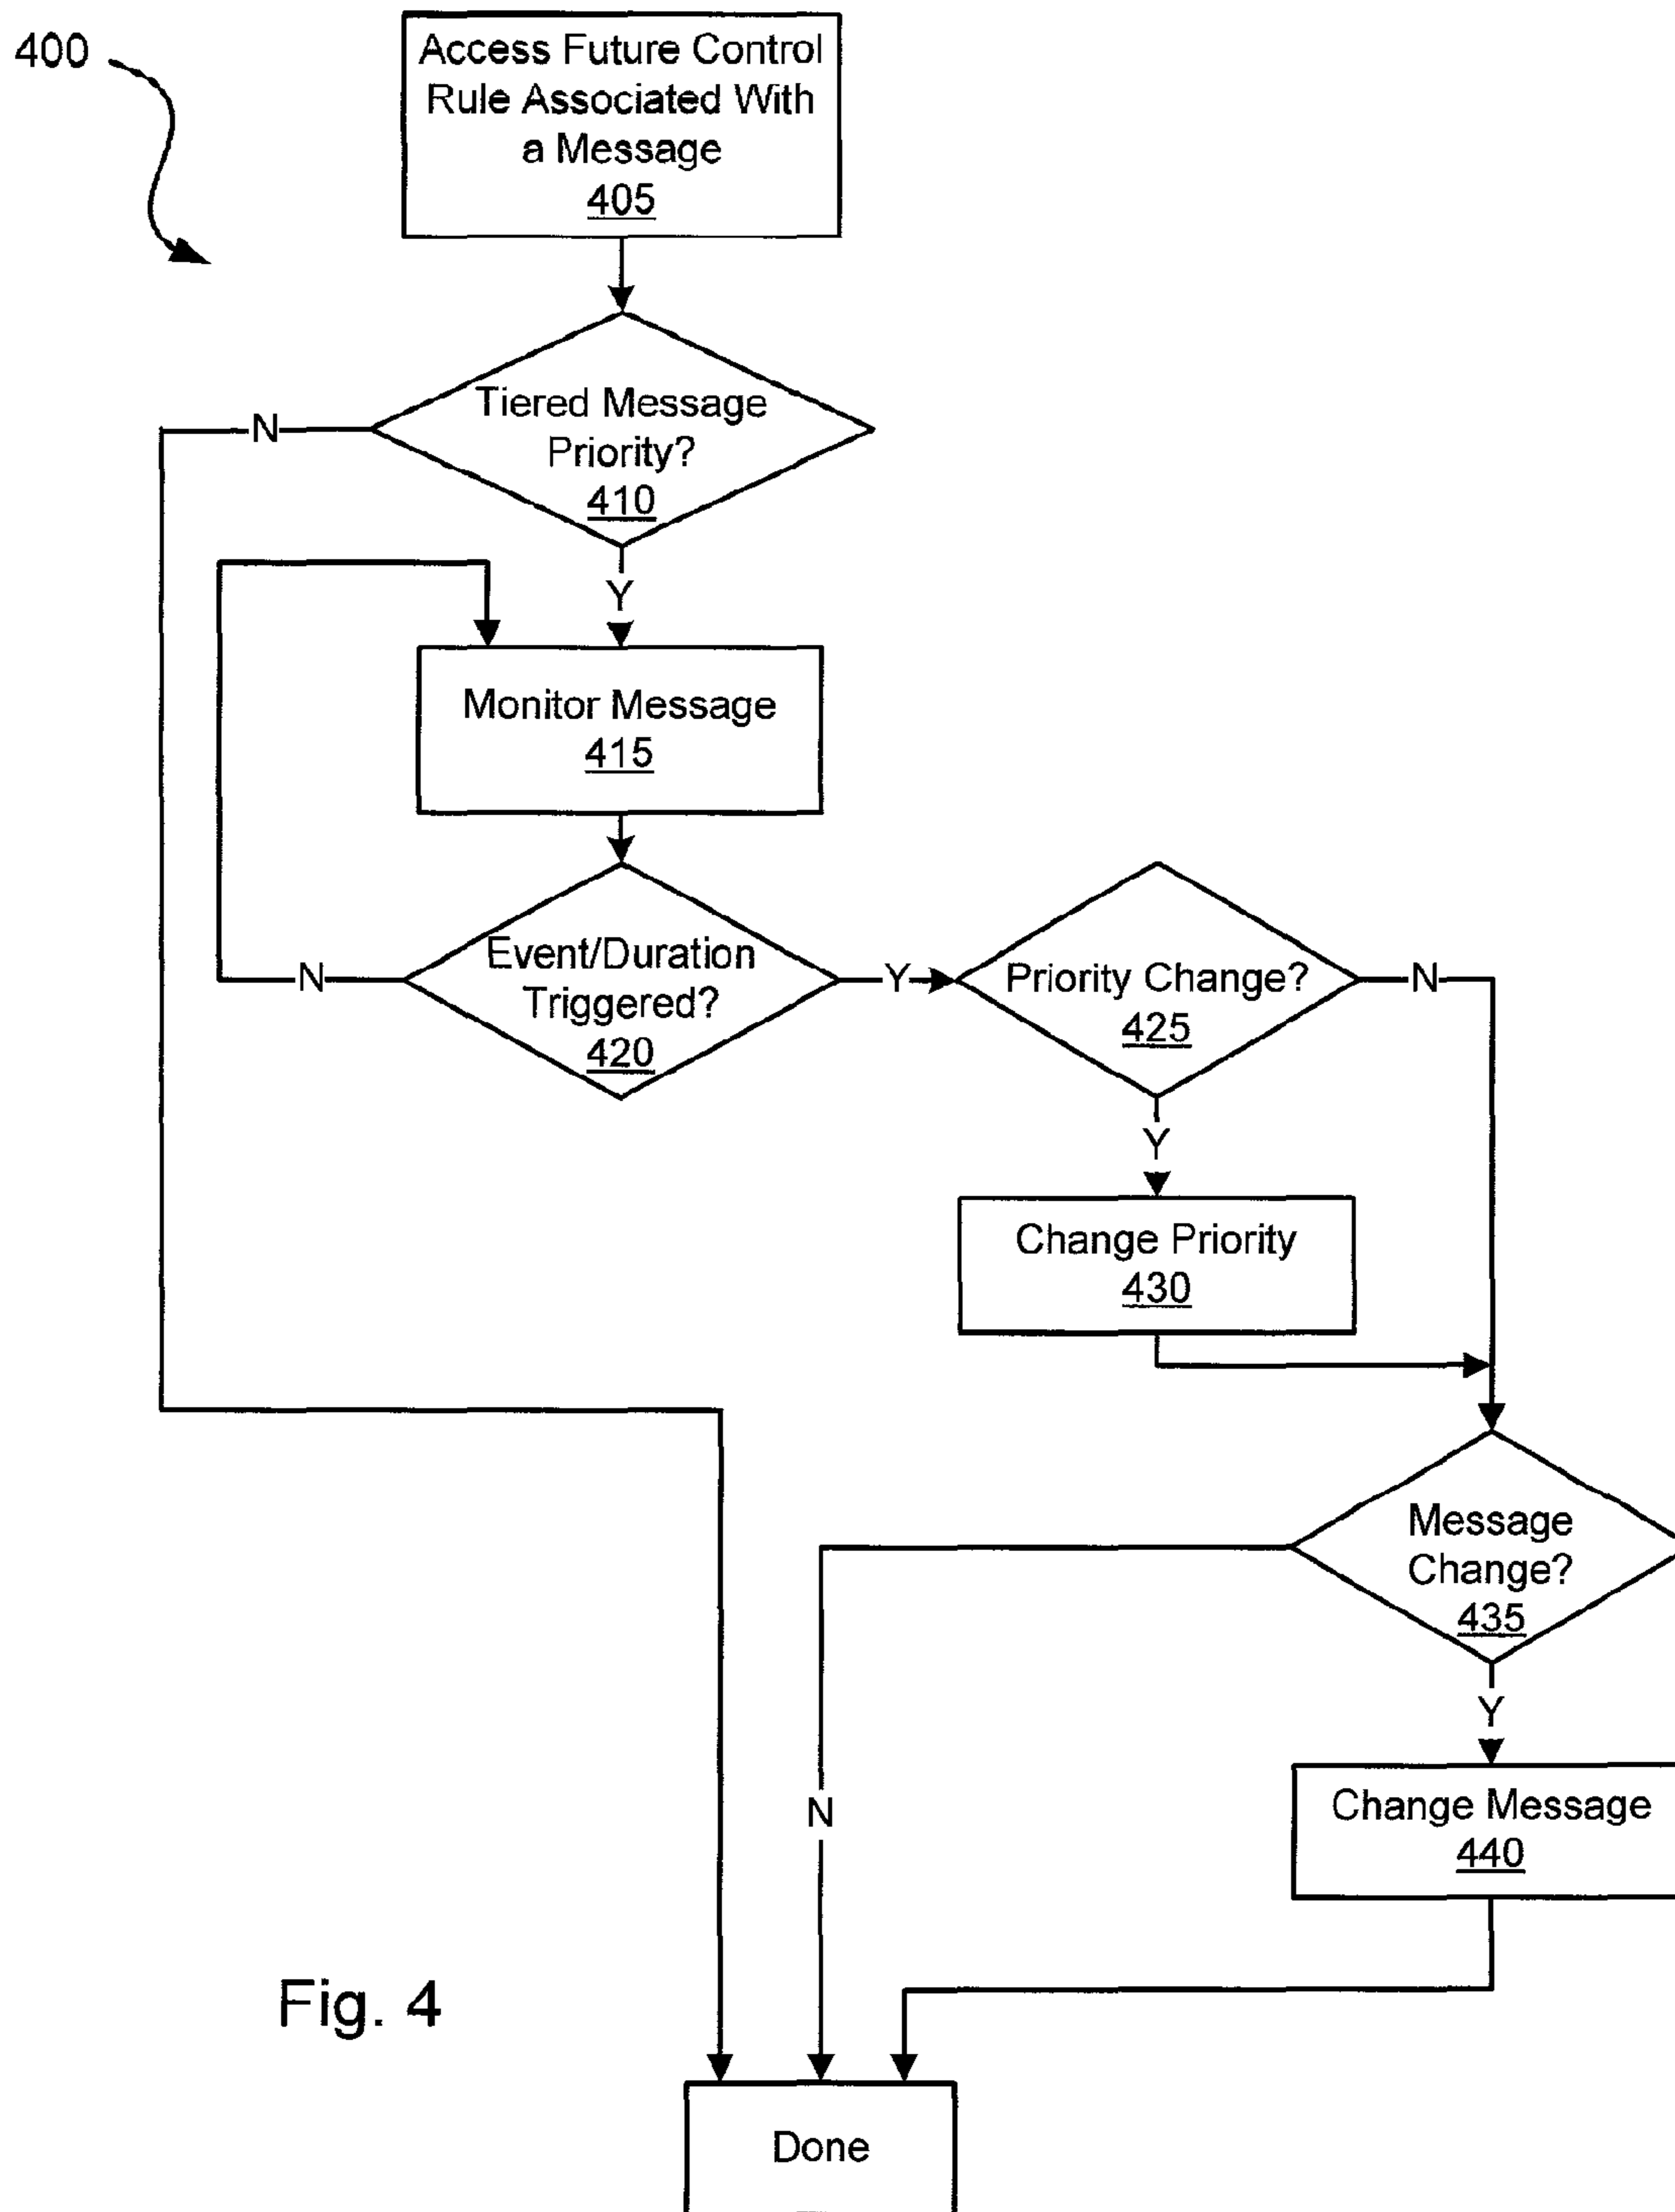 400
Access Future Control
Rule Associated With
a Message
405
Tiered Message
Priority?
410
N
Y
Monitor Message
415
Event/Duration
Triggered?
420
N
Y
Priority Change?
425
N
Y
Change Priority
430
Message
Change?
435
N
Y
Change Message
440
Fig. 4
Done